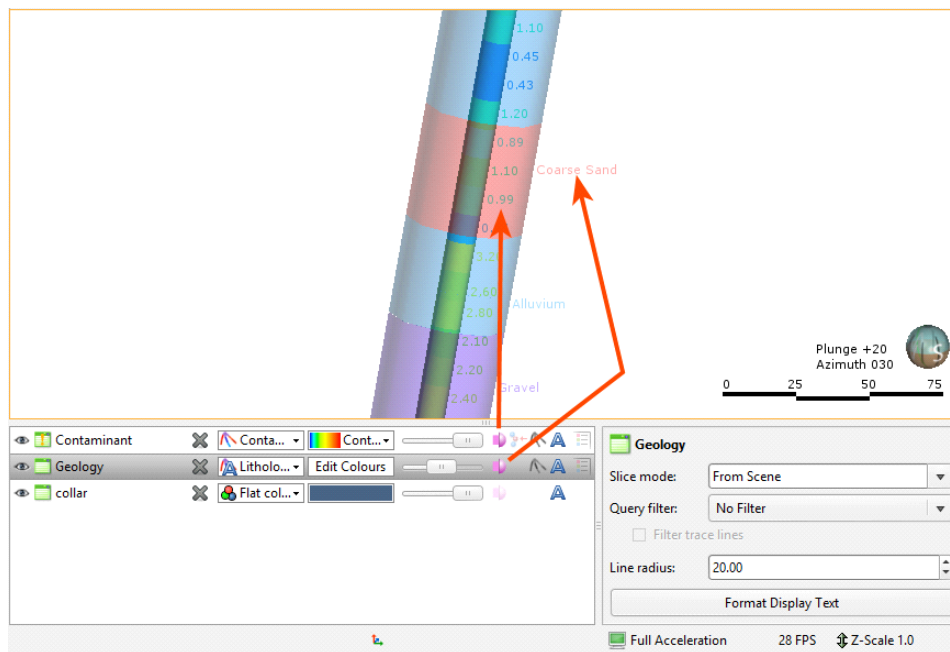 1.10
0.45
0.43
1.20
0.89
1.10
Coarse Sand
0.99
3.20
2.60
Alluvium
2.80
2.10
2.20
Gravel
2.40
S
Plunge +20
Azimuth 030
0 25 50 75
Contaminant Conta... Cont...
Geology Litholo... Edit Colours
collar Flat col...
Geology
Slice mode: From Scene
Query filter: No Filter
Filter trace lines
Line radius: 20.00
Format Display Text
Full Acceleration 28 FPS Z-Scale 1.0